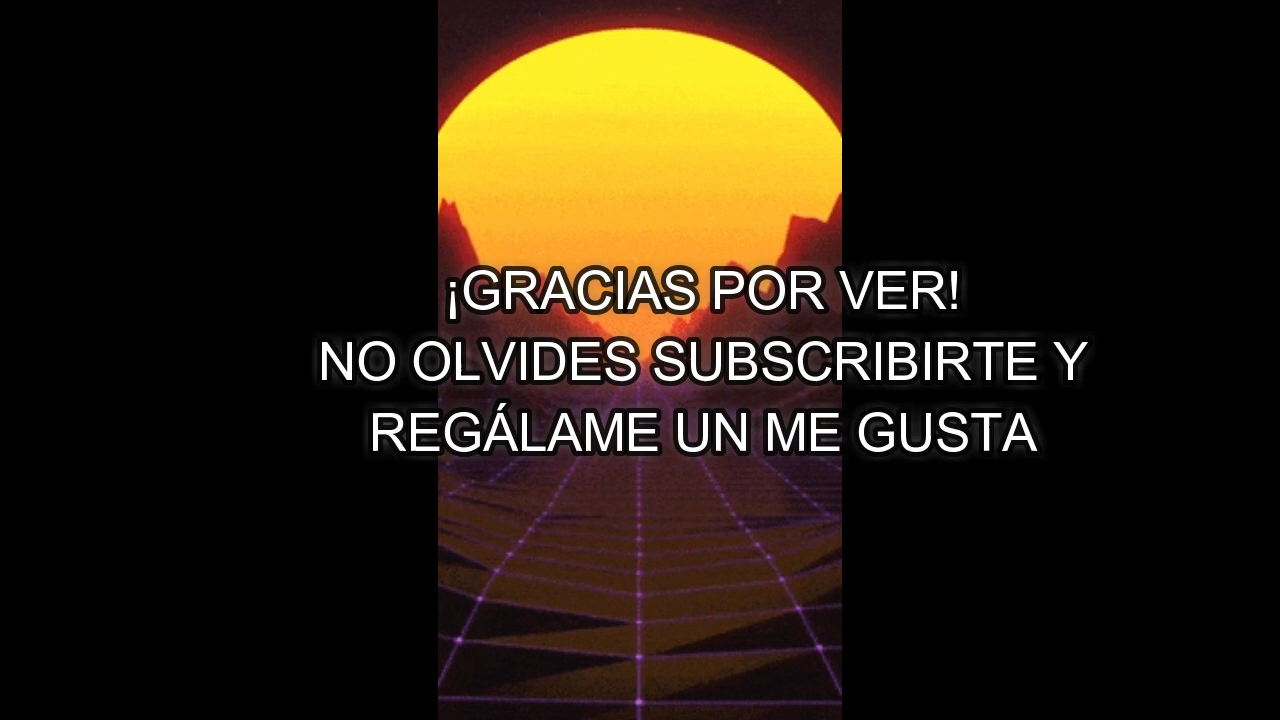 ¡GRACIAS POR VER!
NO OLVIDES SUBSCRIBIRTE Y
REGÁLAME UN ME GUSTA